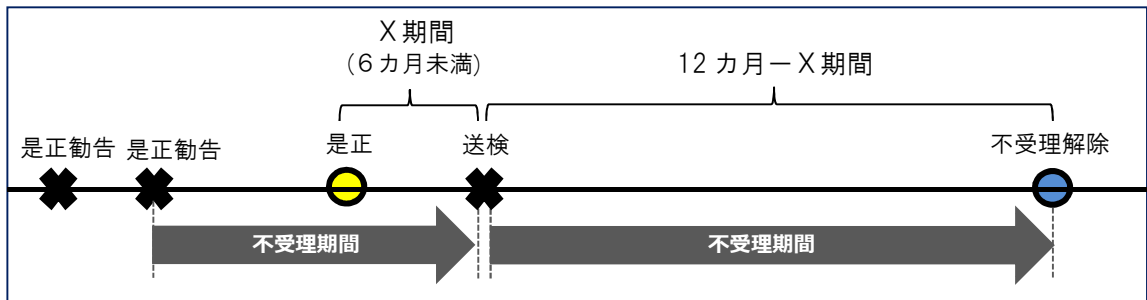 X期間
(6カ月未満)
12カ月ーX期間
是正勧告
是正勧告
是正
送検
不受理解除
不受理期間
不受理期間